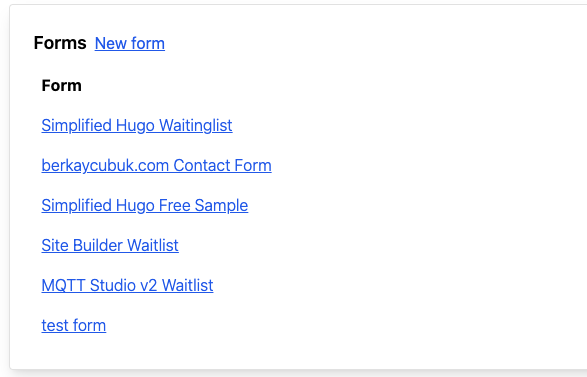 Forms New form
Form
Simplified Hugo Waitinglist
berkaycubuk.com Contact Form
Simplified Hugo Free Sample
Site Builder Waitlist
MQTT Studio v2 Waitlist
test form